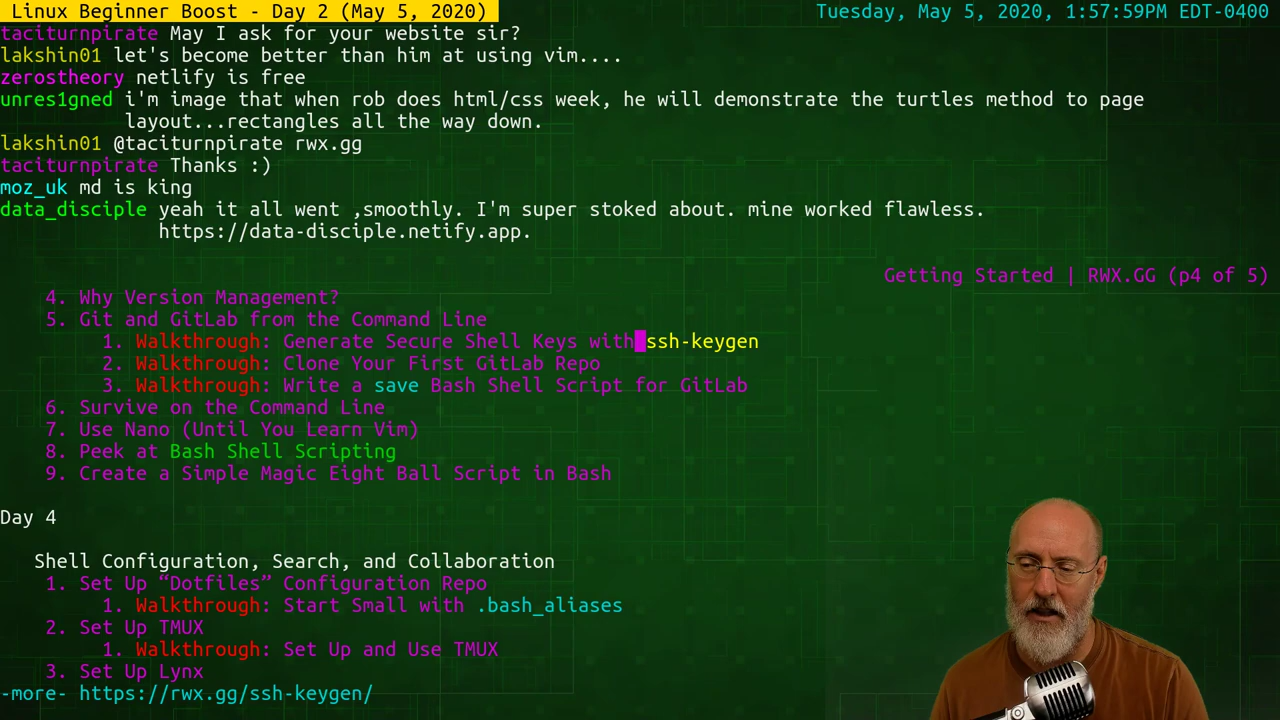 Linux Beginner Boost - Day 2 (May 5, 2020)
Tuesday, May 5, 2020, 1:57:59PM EDT-0400
taciturnpirate May I ask for your website sir?
lakshin01 let's become better than him at using vim....
zerostheory netlify is free
unres1gned i'm image that when rob does html/css week, he will demonstrate the turtles method to page
layout...rectangles all the way down.
lakshin01 @taciturnpirate rwx.gg
taciturnpirate Thanks :)
moz_uk md is king
data_disciple yeah it all went ,smoothly. I'm super stoked about. mine worked flawless.
https://data-disciple.netify.app.
Getting Started | RWX.GG (p4 of 5)
4. Why Version Management?
5. Git and GitLab from the Command Line
1. Walkthrough: Generate Secure Shell Keys with ssh-keygen
2. Walkthrough: Clone Your First GitLab Repo
3. Walkthrough: Write a save Bash Shell Script for GitLab
6. Survive on the Command Line
7. Use Nano (Until You Learn Vim)
8. Peek at Bash Shell Scripting
9. Create a Simple Magic Eight Ball Script in Bash
Day 4
Shell Configuration, Search, and Collaboration
1. Set Up “Dotfiles” Configuration Repo
1. Walkthrough: Start Small with .bash_aliases
2. Set Up TMUX
1. Walkthrough: Set Up and Use TMUX
3. Set Up Lynx
-more- https://rwx.gg/ssh-keygen/